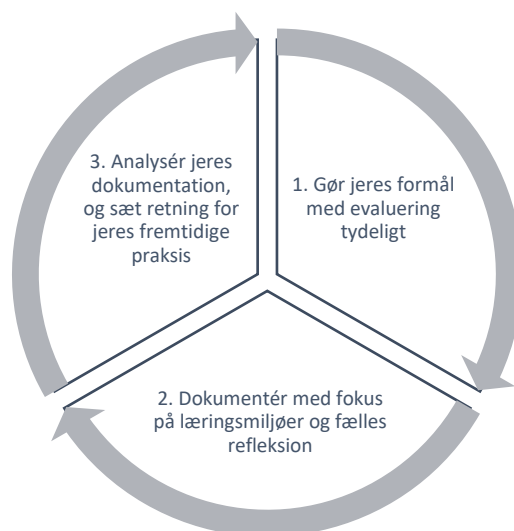 1. Gør jeres formål
med evaluering
tydeligt
2. Dokumentér med fokus
på læringsmiljøer og fælles
refleksion
3. Analysér jeres
dokumentation,
og sæt retning for
jeres fremtidige
praksis